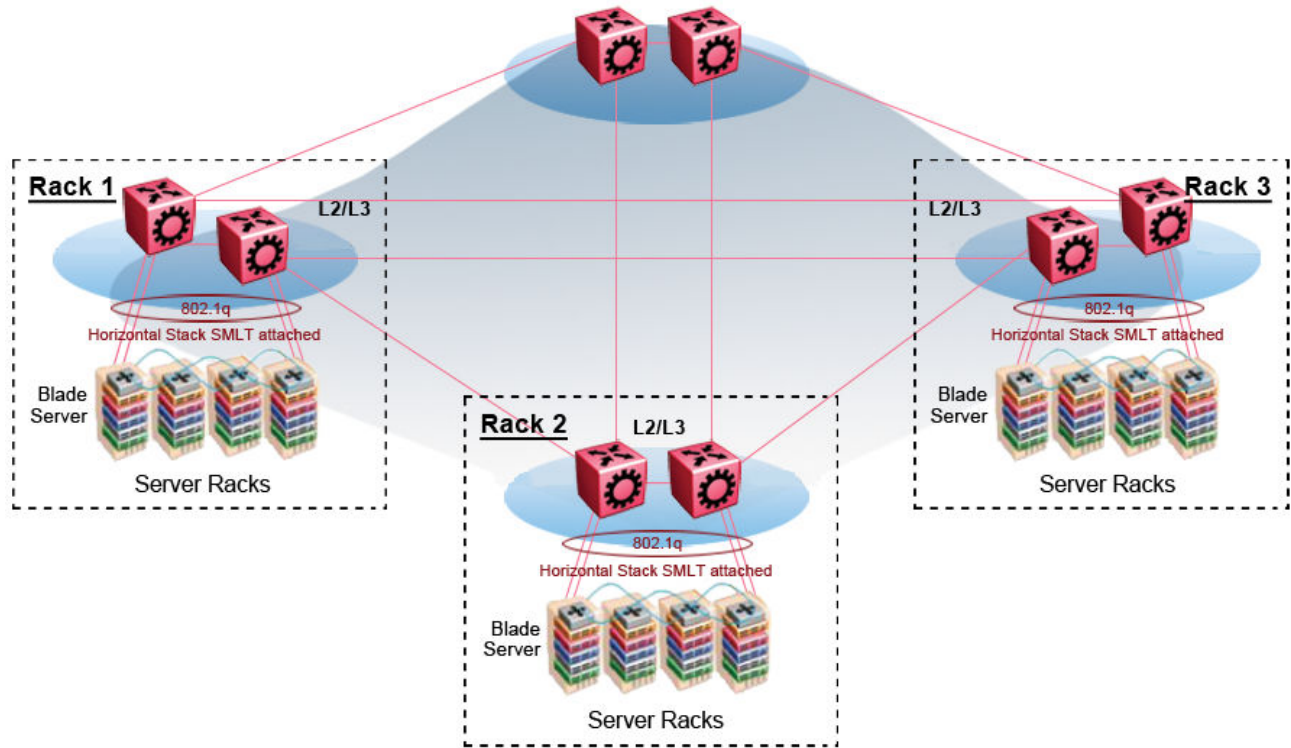 Rack 1
L2/L3
802.1q
Horizontal Stack SMLT attached
Blade
Server
Server Racks
L2/L3
Rack 3
802.1q
Horizontal Stack SMLT attached
Blade
Server
Server Racks
Rack 2
L2/L3
802.1q
Horizontal Stack SMLT attached
Blade
Server
Server Racks